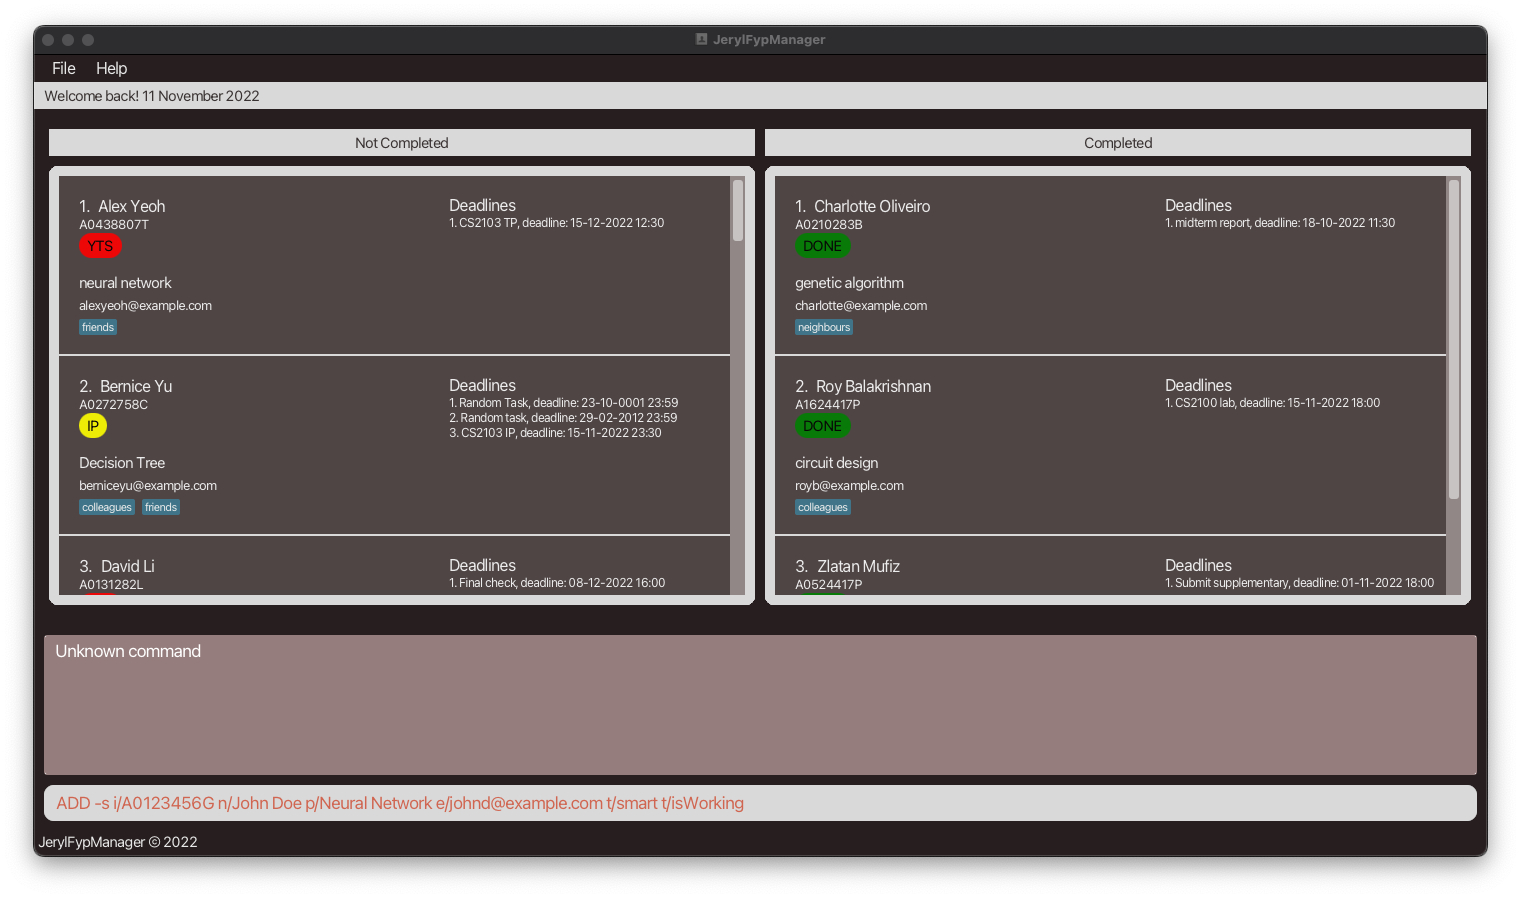 JerylFypManager
File Help
Welcome back! 11 November 2022
Not Completed
1. Alex Yeoh
A0438807T
YTS
neural network
alexyeoh@example.com
friends
Deadlines
1. CS2103 TP, deadline: 15-12-2022 12:30
2. Bernice Yu
A0272758C
IP
Decision Tree
berniceyu@example.com
colleagues friends
Deadlines
1. Random Task, deadline: 23-10-0001 23:59
2. Random task, deadline: 29-02-2012 23:59
3. CS2103 IP, deadline: 15-11-2022 23:30
3. David Li
A0131282L
Deadlines
1. Final check, deadline: 08-12-2022 16:00
Completed
1. Charlotte Oliveiro
A0210283B
DONE
genetic algorithm
charlotte@example.com
neighbours
Deadlines
1. midterm report, deadline: 18-10-2022 11:30
2. Roy Balakrishnan
A1624417P
DONE
circuit design
royb@example.com
colleagues
Deadlines
1. CS2100 lab, deadline: 15-11-2022 18:00
3. Zlatan Mufiz
A0524417P
Deadlines
1. Submit supplementary, deadline: 01-11-2022 18:00
Unknown command
ADD -s i/A0123456G n/John Doe p/Neural Network e/johnd@example.com t/smart t/isWorking
JerylFypManager © 2022